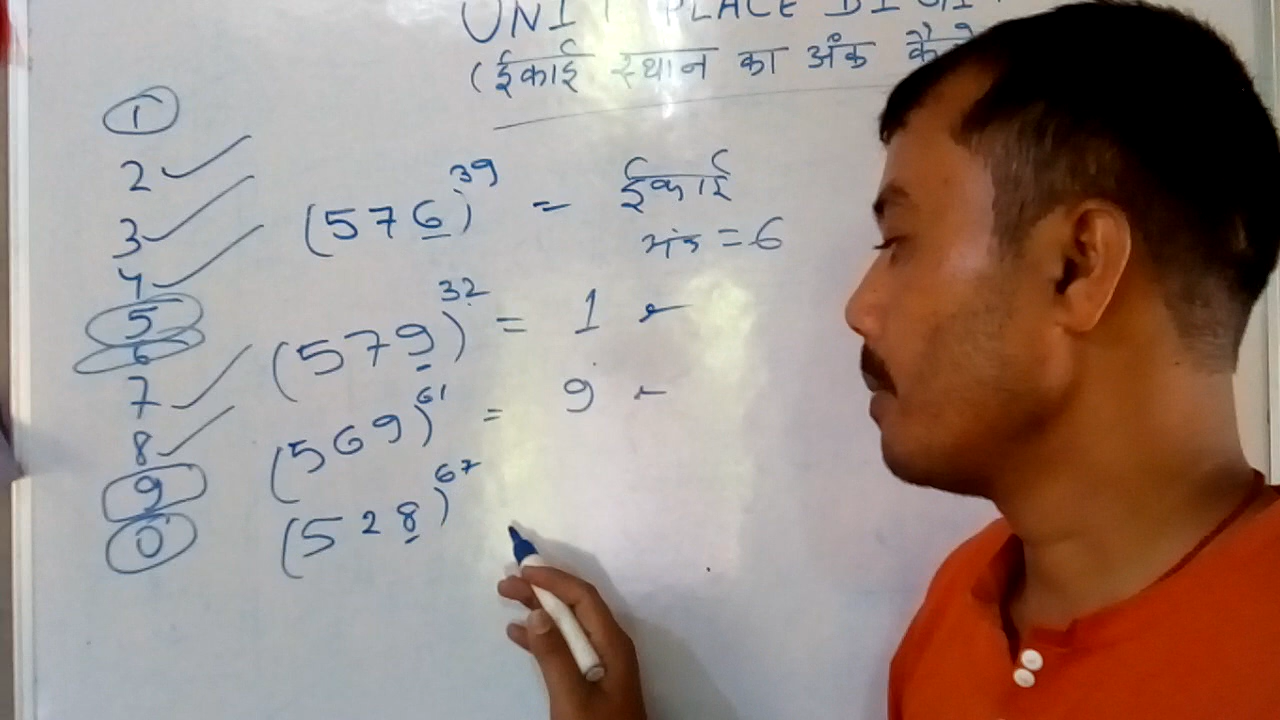 UNIT PLACE DIGI
(ईकाई स्थान का अंक कैसे
1
2
3
4
5
6
7
8
9
0
(576)³⁹ = ईकाई
अंक = 6
(579)³² = 1
(569)⁶¹ = 9
(528)⁶⁷